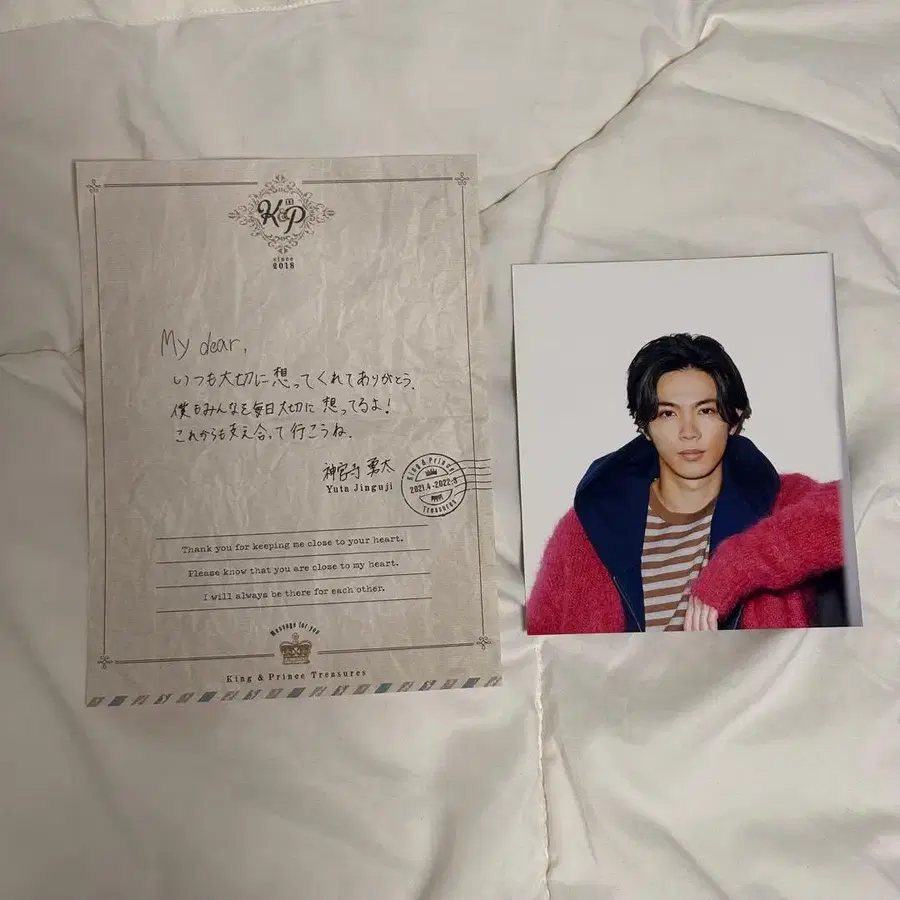 K&P
since
2018
My dear,
いつも大切に想ってくれてありがとう。
僕もみんなを毎日大切に想ってるよ!
これからも支え合って行こうね。
神宮寺 勇太
Yuta Jinguji
King & Prince
2021.4-2022.3
Treasures
Thank you for keeping me close to your heart.
Please know that you are close to my heart.
I will always be there for each other.
Message for you
King & Prince Treasures